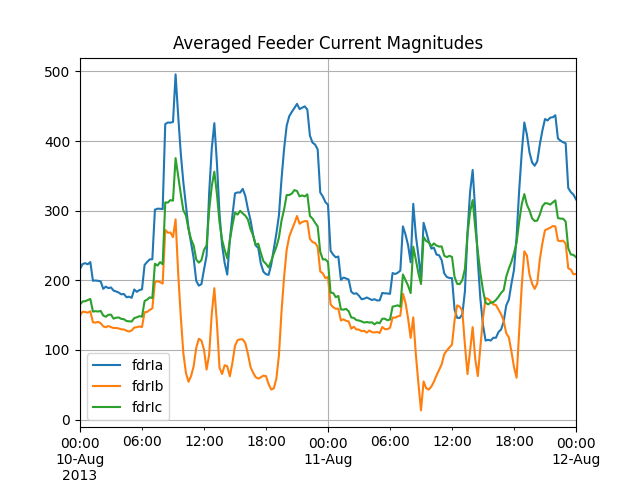 Averaged Feeder Current Magnitudes
500
400
300
200
100
0
fdrIa
fdrIb
fdrIc
00:00 06:00 12:00 18:00 00:00 06:00 12:00 18:00 00:00
10-Aug 11-Aug 12-Aug
2013